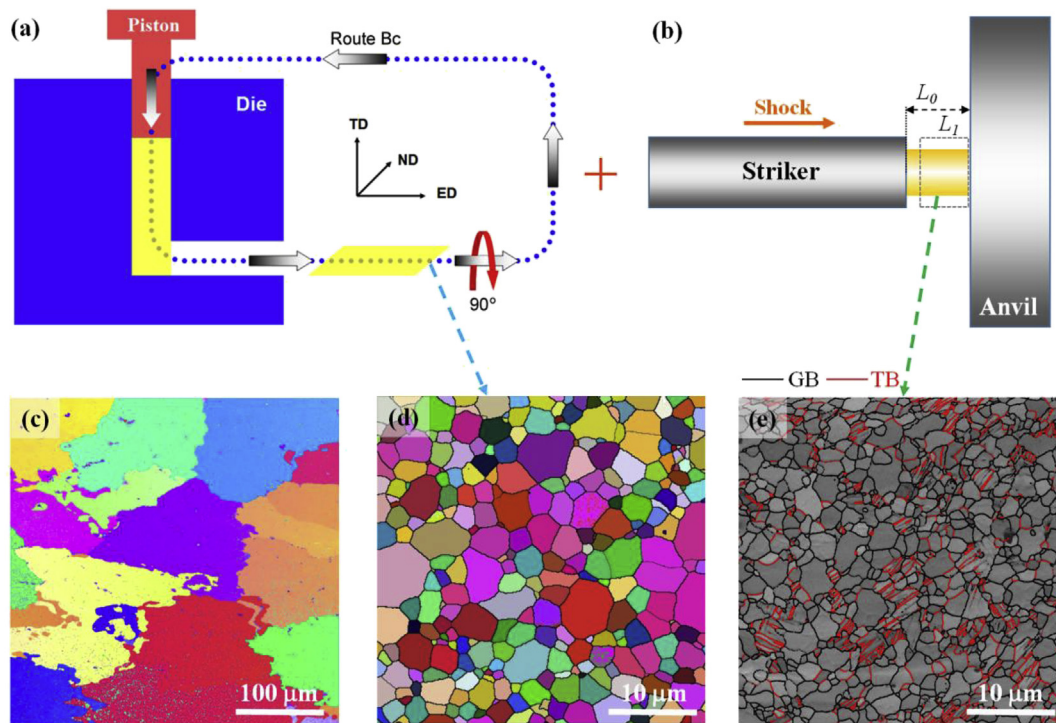 (a)
Piston
Route Bc
Die
TD
ND
ED
90°
+
(b)
Shock
L0
L1
Striker
Anvil
(c)
100 μm
(d)
10 μm
GB TB
(e)
10 μm